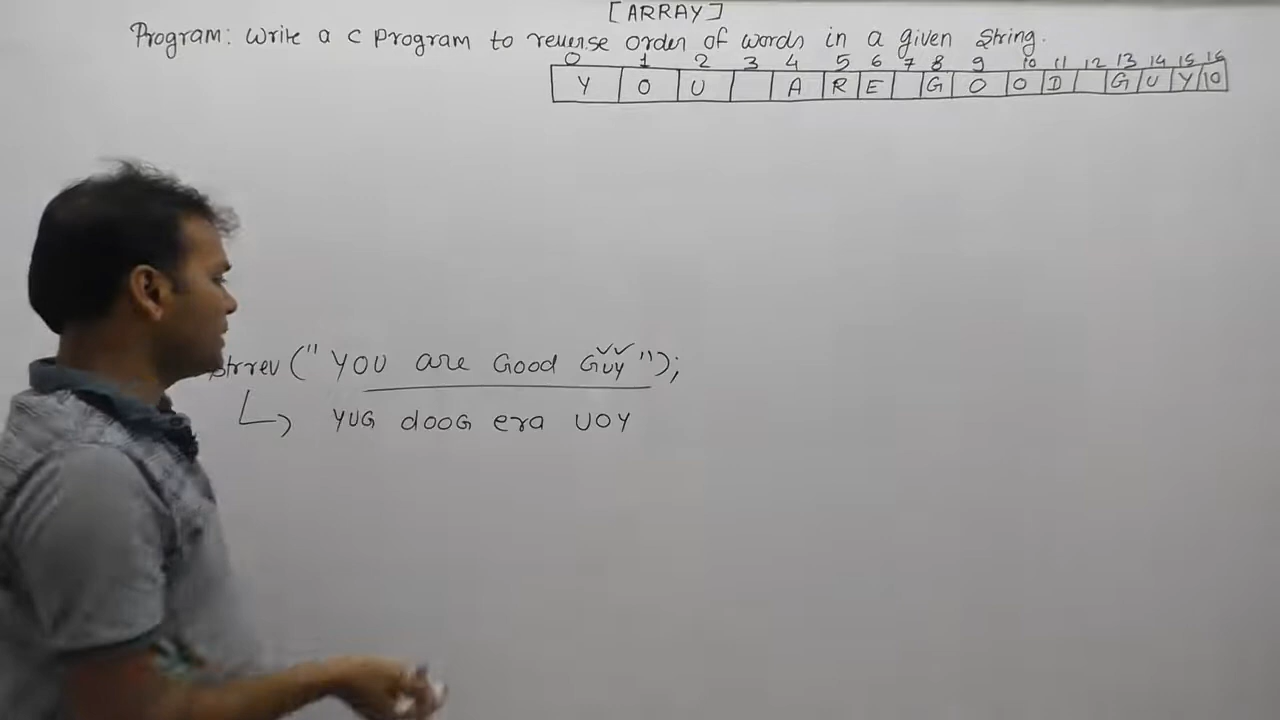 [ARRAY]
Program: Write a c program to reverse order of words in a given string.
0 1 2 3 4 5 6 7 8 9 10 11 12 13 14 15 16
Y O U A R E G O O D G U Y \0
strrev ("YOU are Good Guy");
YUG dooG era UOY